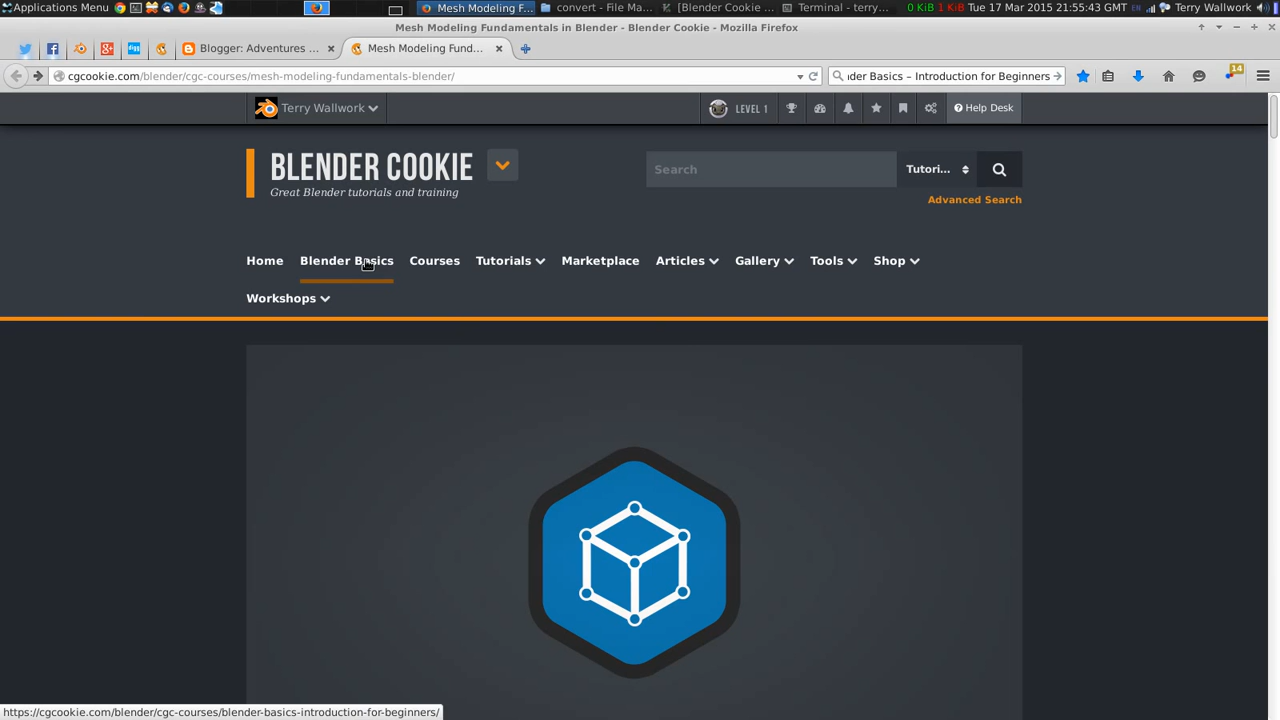 Applications Menu Mesh Modeling F... convert - File Ma... [Blender Cookie ... Terminal - terry... 0 KiB 1 KiB Tue 17 Mar 2015 21:55:43 GMT en Terry Wallwork
Mesh Modeling Fundamentals in Blender - Blender Cookie - Mozilla Firefox
Blogger: Adventures ... Mesh Modeling Fund...
cgcookie.com/blender/cgc-courses/mesh-modeling-fundamentals-blender/ der Basics – Introduction for Beginners 14
Terry Wallwork LEVEL 1 Help Desk
BLENDER COOKIE
Great Blender tutorials and training
Search Tutori...
Advanced Search
Home Blender Basics Courses Tutorials Marketplace Articles Gallery Tools Shop
Workshops
https://cgcookie.com/blender/cgc-courses/blender-basics-introduction-for-beginners/